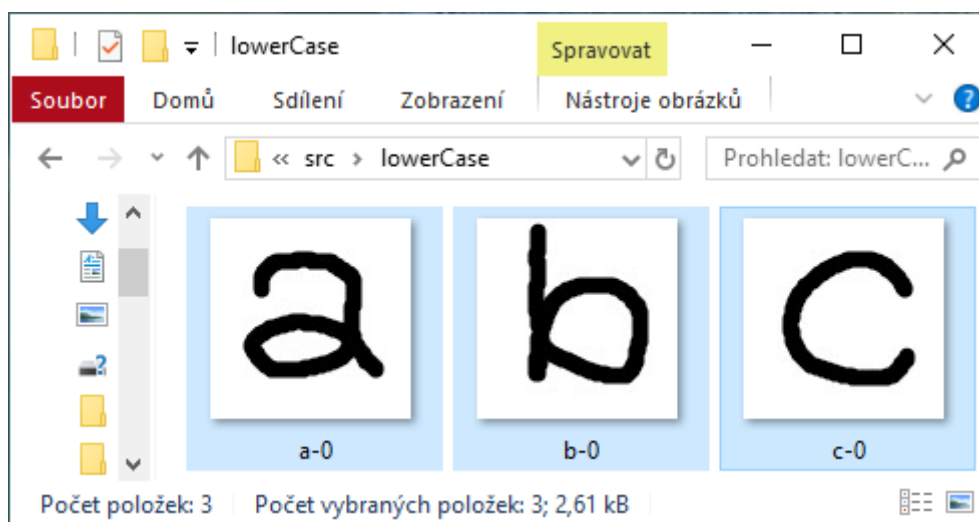 lowerCase Spravovat
Soubor Domů Sdílení Zobrazení Nástroje obrázků ?
« src › lowerCase Prohledat: lowerC...
a b c
a-0 b-0 c-0
Počet položek: 3 Počet vybraných položek: 3; 2,61 kB